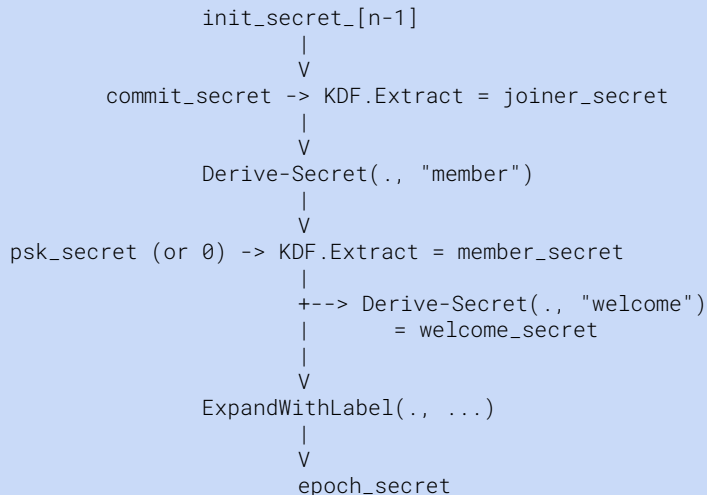 init_secret_[n-1]
|
V
commit_secret -> KDF.Extract = joiner_secret
|
V
Derive-Secret(., "member")
|
V
psk_secret (or 0) -> KDF.Extract = member_secret
|
+--> Derive-Secret(., "welcome")
| = welcome_secret
|
V
ExpandWithLabel(., ...)
|
V
epoch_secret